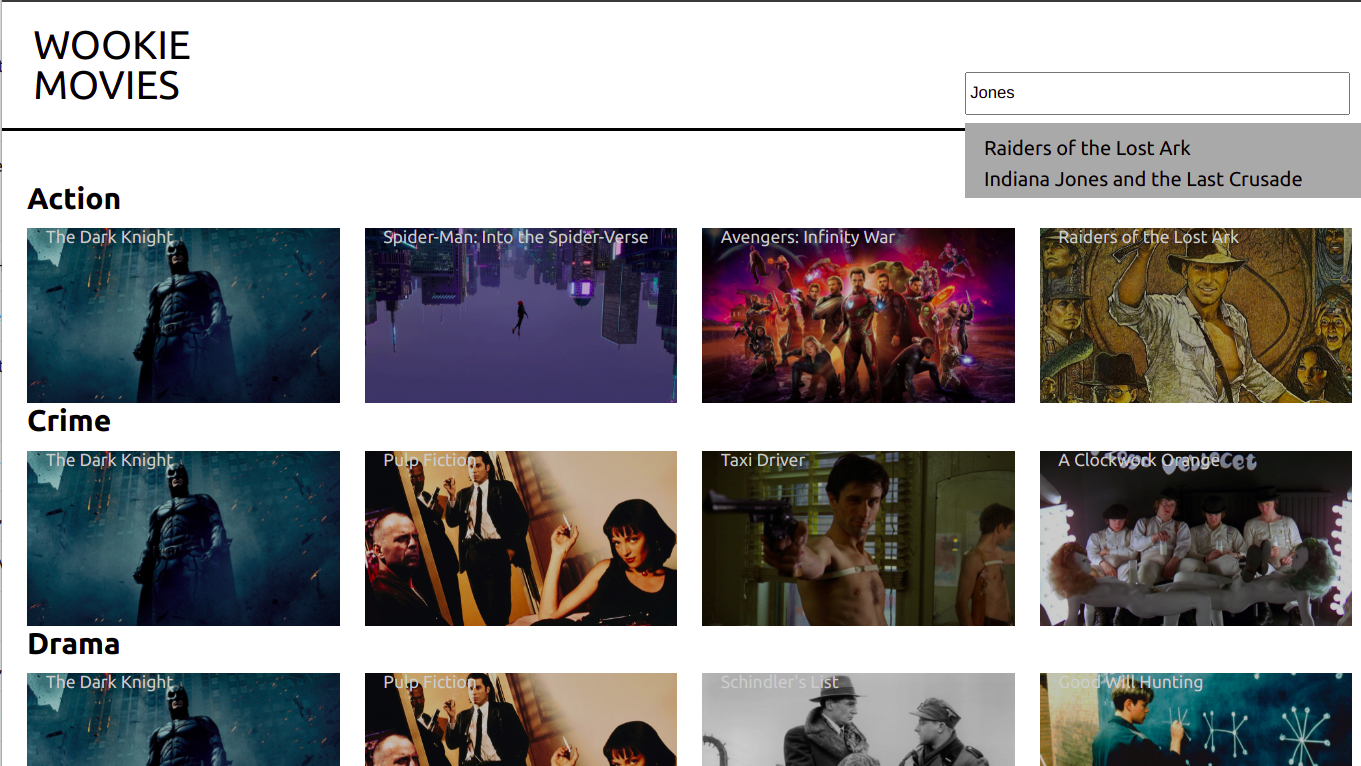 WOOKIE
MOVIES
Jones
Raiders of the Lost Ark
Indiana Jones and the Last Crusade
Action
The Dark Knight
Spider-Man: Into the Spider-Verse
Avengers: Infinity War
Raiders of the Lost Ark
Crime
The Dark Knight
Pulp Fiction
Taxi Driver
A Clockwork Orange
Drama
The Dark Knight
Pulp Fiction
Schindler's List
Good Will Hunting